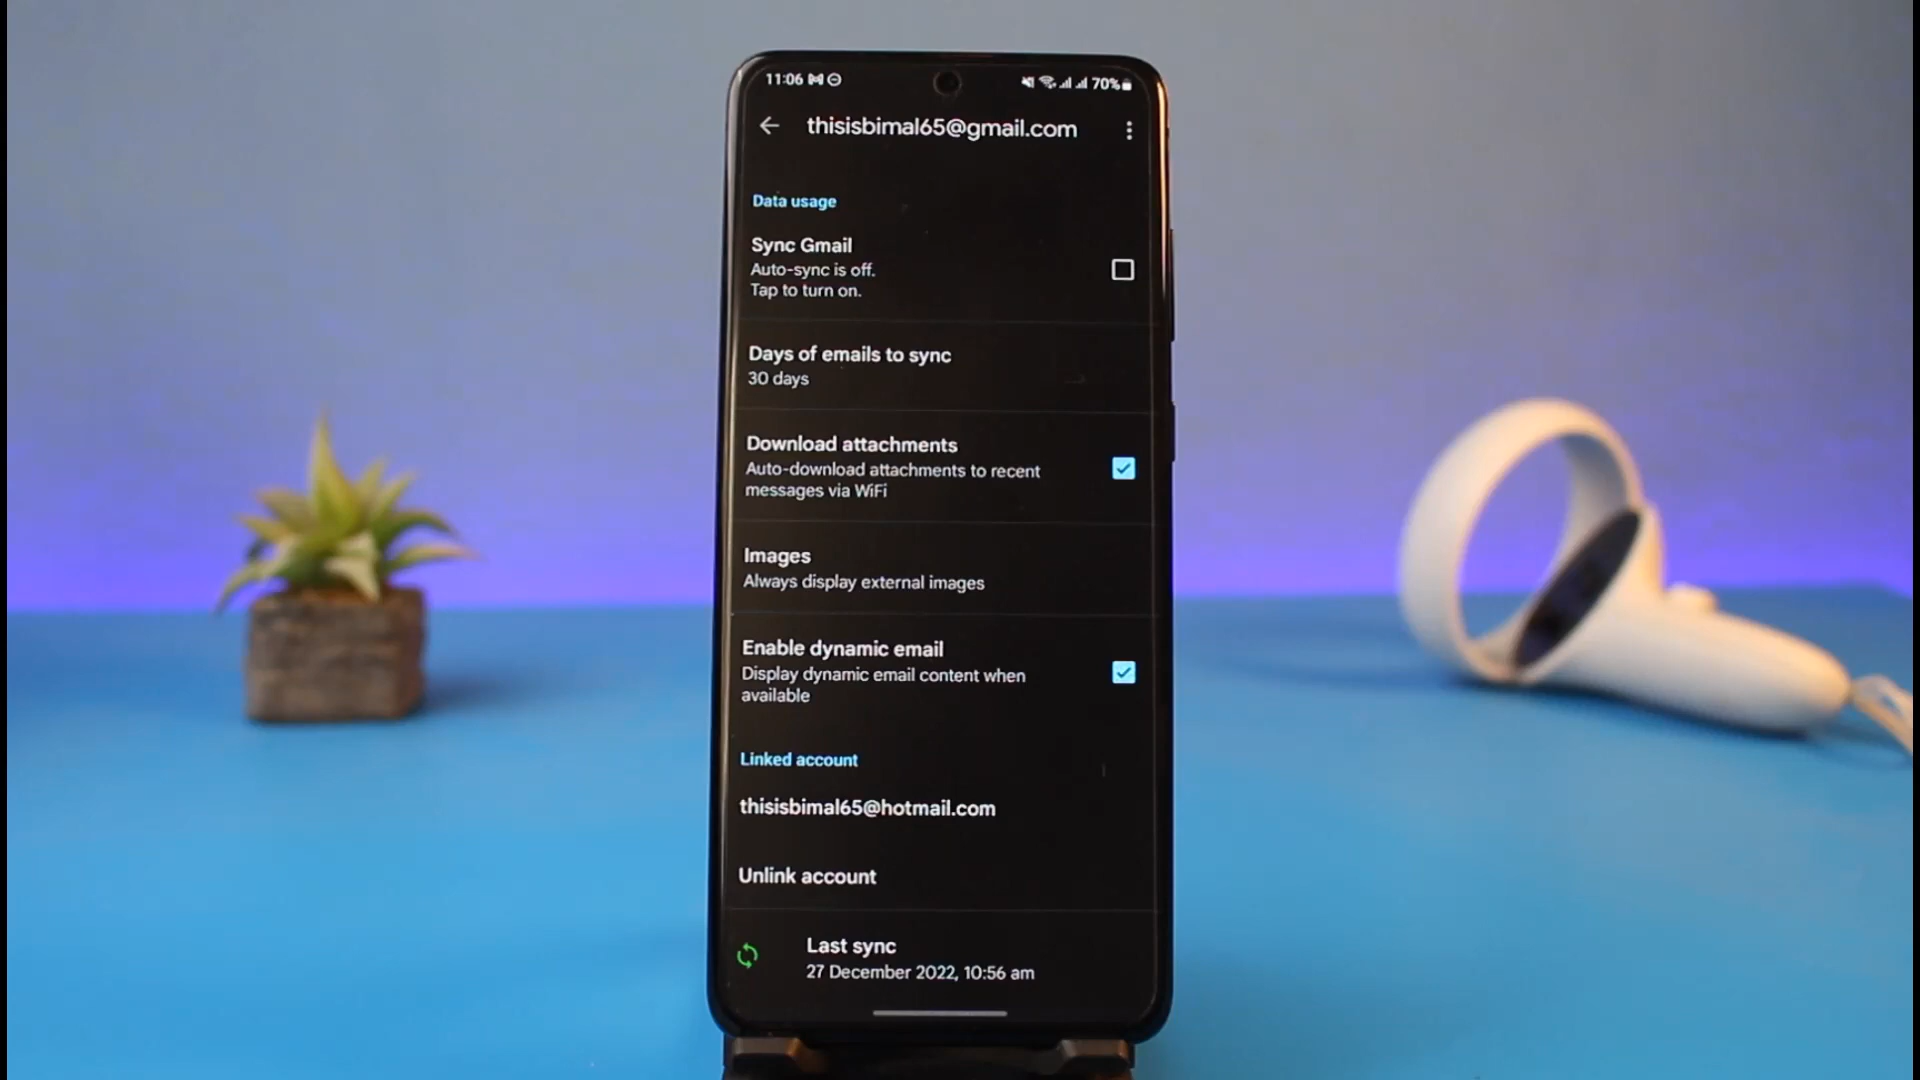 11:06 70%
thisisbimal65@gmail.com
Data usage
Sync Gmail
Auto-sync is off.
Tap to turn on.
Days of emails to sync
30 days
Download attachments
Auto-download attachments to recent
messages via WiFi
Images
Always display external images
Enable dynamic email
Display dynamic email content when
available
Linked account
thisisbimal65@hotmail.com
Unlink account
Last sync
27 December 2022, 10:56 am